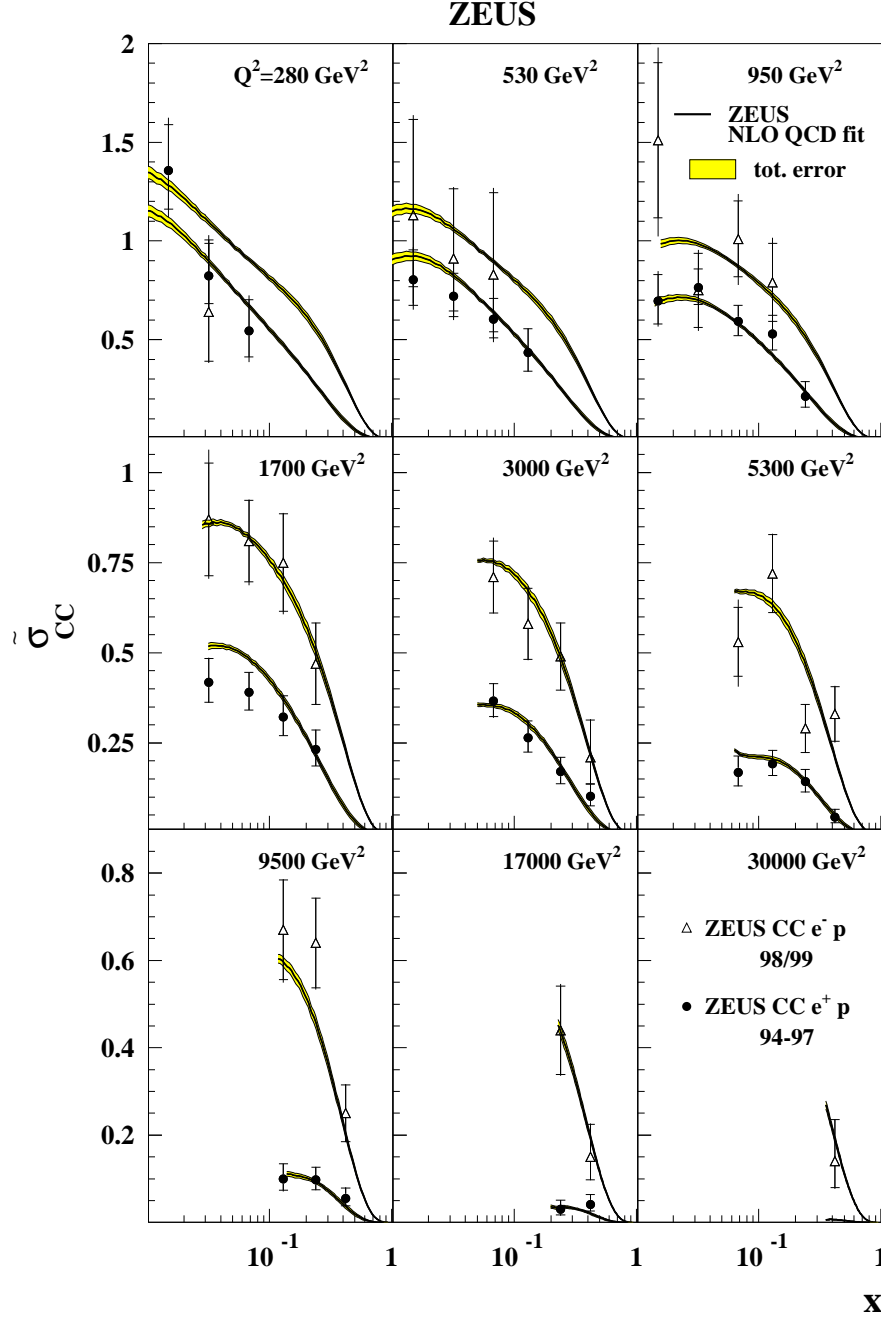 ZEUS
Q²=280 GeV²
530 GeV²
950 GeV²
ZEUS
NLO QCD fit
tot. error
2
1.5
1
0.5
1700 GeV²
3000 GeV²
5300 GeV²
1
0.75
0.5
0.25
σ̃CC
9500 GeV²
17000 GeV²
30000 GeV²
0.8
0.6
0.4
0.2
ZEUS CC e⁻ p
98/99
ZEUS CC e⁺ p
94-97
10⁻¹ 1 10⁻¹ 1 10⁻¹ 1
x